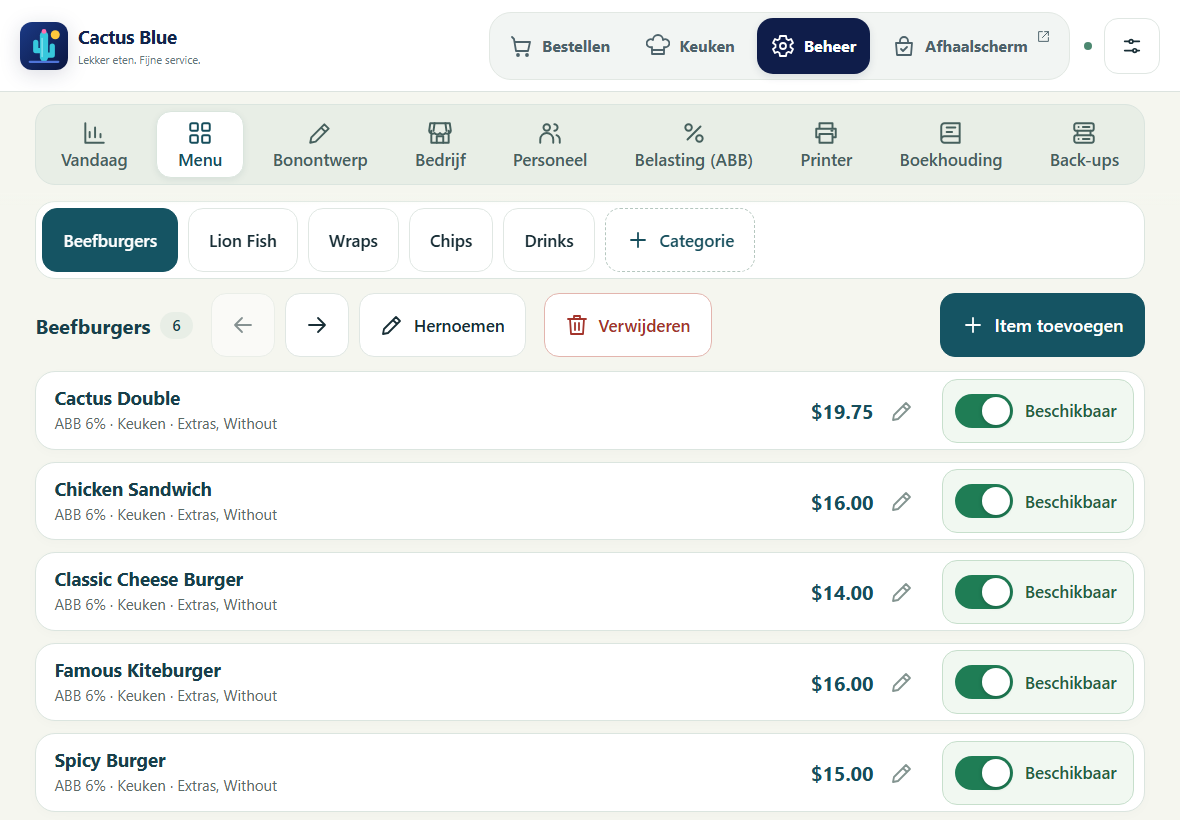 Cactus Blue
Lekker eten. Fijne service.
Bestellen
Keuken
Beheer
Afhaalscherm
Vandaag
Menu
Bonontwerp
Bedrijf
Personeel
Belasting (ABB)
Printer
Boekhouding
Back-ups
Beefburgers
Lion Fish
Wraps
Chips
Drinks
+ Categorie
Beefburgers 6
Hernoemen
Verwijderen
+ Item toevoegen
Cactus Double
ABB 6% · Keuken · Extras, Without
$19.75
Beschikbaar
Chicken Sandwich
ABB 6% · Keuken · Extras, Without
$16.00
Beschikbaar
Classic Cheese Burger
ABB 6% · Keuken · Extras, Without
$14.00
Beschikbaar
Famous Kiteburger
ABB 6% · Keuken · Extras, Without
$16.00
Beschikbaar
Spicy Burger
ABB 6% · Keuken · Extras, Without
$15.00
Beschikbaar